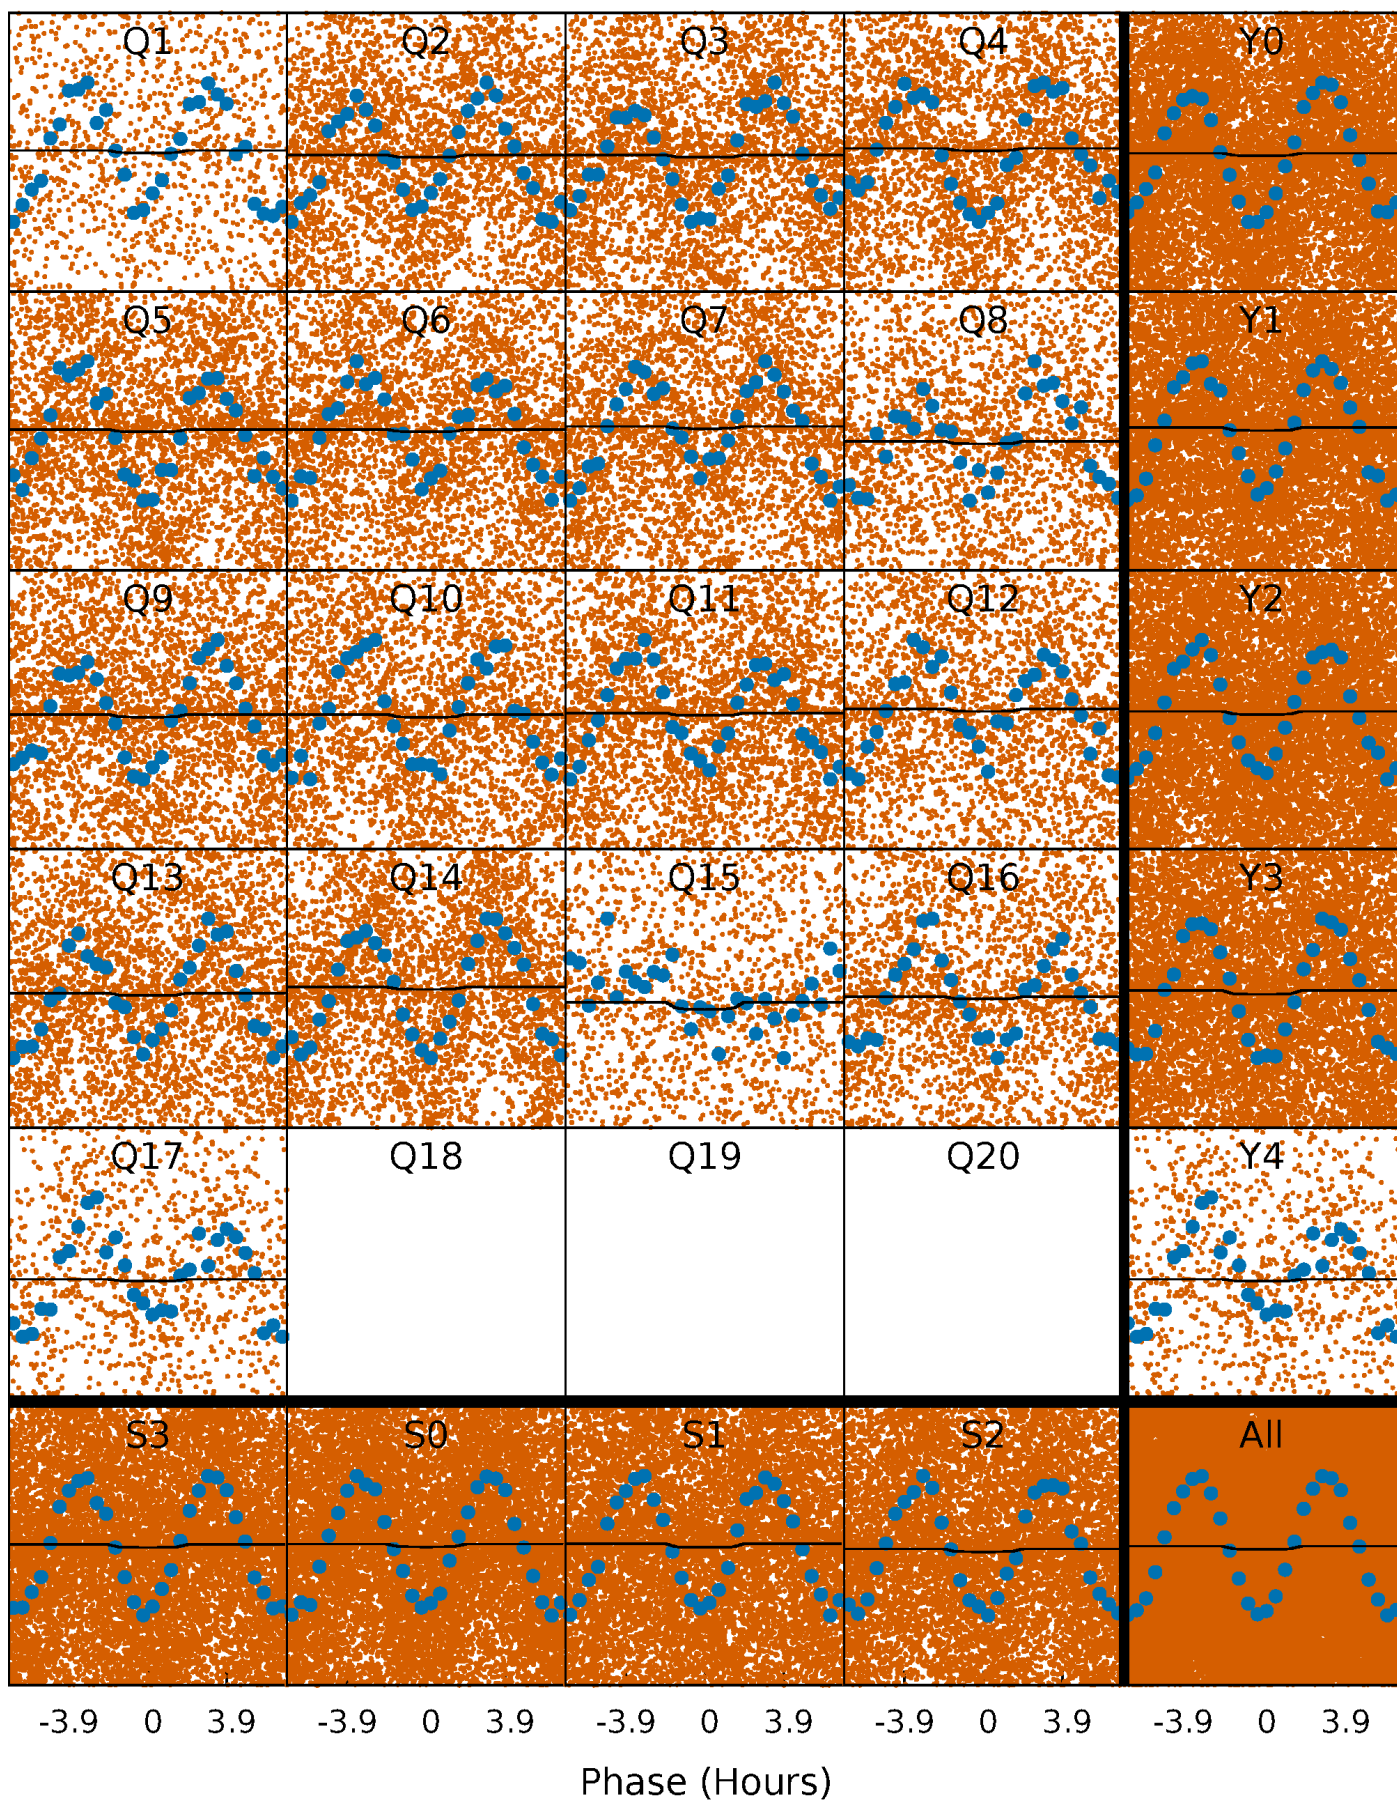 Q1 Q2 Q3 Q4 Y0
Q5 Q6 Q7 Q8 Y1
Q9 Q10 Q11 Q12 Y2
Q13 Q14 Q15 Q16 Y3
Q17 Q18 Q19 Q20 Y4
S3 S0 S1 S2 All
-3.9 0 3.9 -3.9 0 3.9 -3.9 0 3.9 -3.9 0 3.9 -3.9 0 3.9
Phase (Hours)